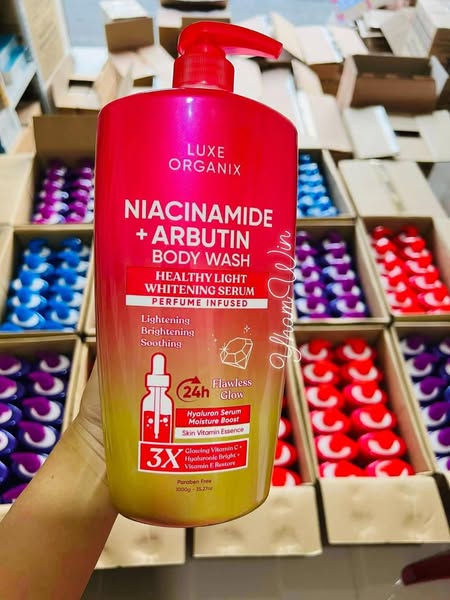 LUXE
ORGANIX
NIACINAMIDE
+ ARBUTIN
BODY WASH
HEALTHY LIGHT
WHITENING SERUM
PERFUME INFUSED
Lightening
Brightening
Soothing
24h
Flawless
Glow
Hyaluron Serum
Moisture Boost
Skin Vitamin Essence
3X
Glowing Vitamin C +
Hyaluronic Bright +
Vitamin E Restore
Paraben Free
1000g - 35.27oz
YhamWin